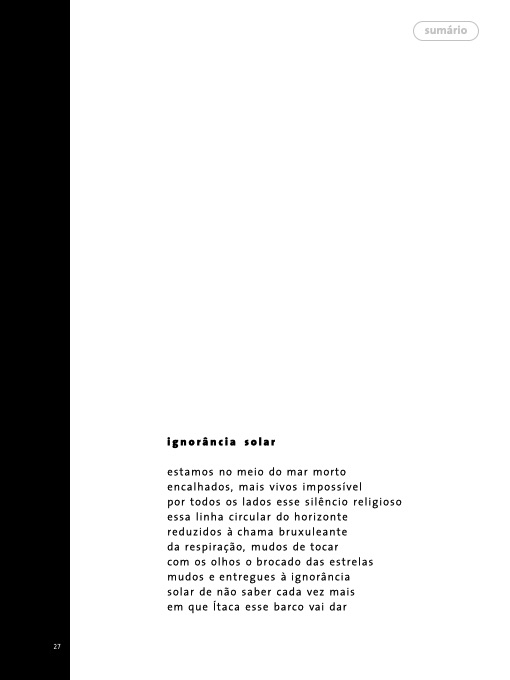 sumário
ignorância solar
estamos no meio do mar morto
encalhados, mais vivos impossível
por todos os lados esse silêncio religioso
essa linha circular do horizonte
reduzidos à chama bruxuleante
da respiração, mudos de tocar
com os olhos o brocado das estrelas
mudos e entregues à ignorância
solar de não saber cada vez mais
em que Ítaca esse barco vai dar
27